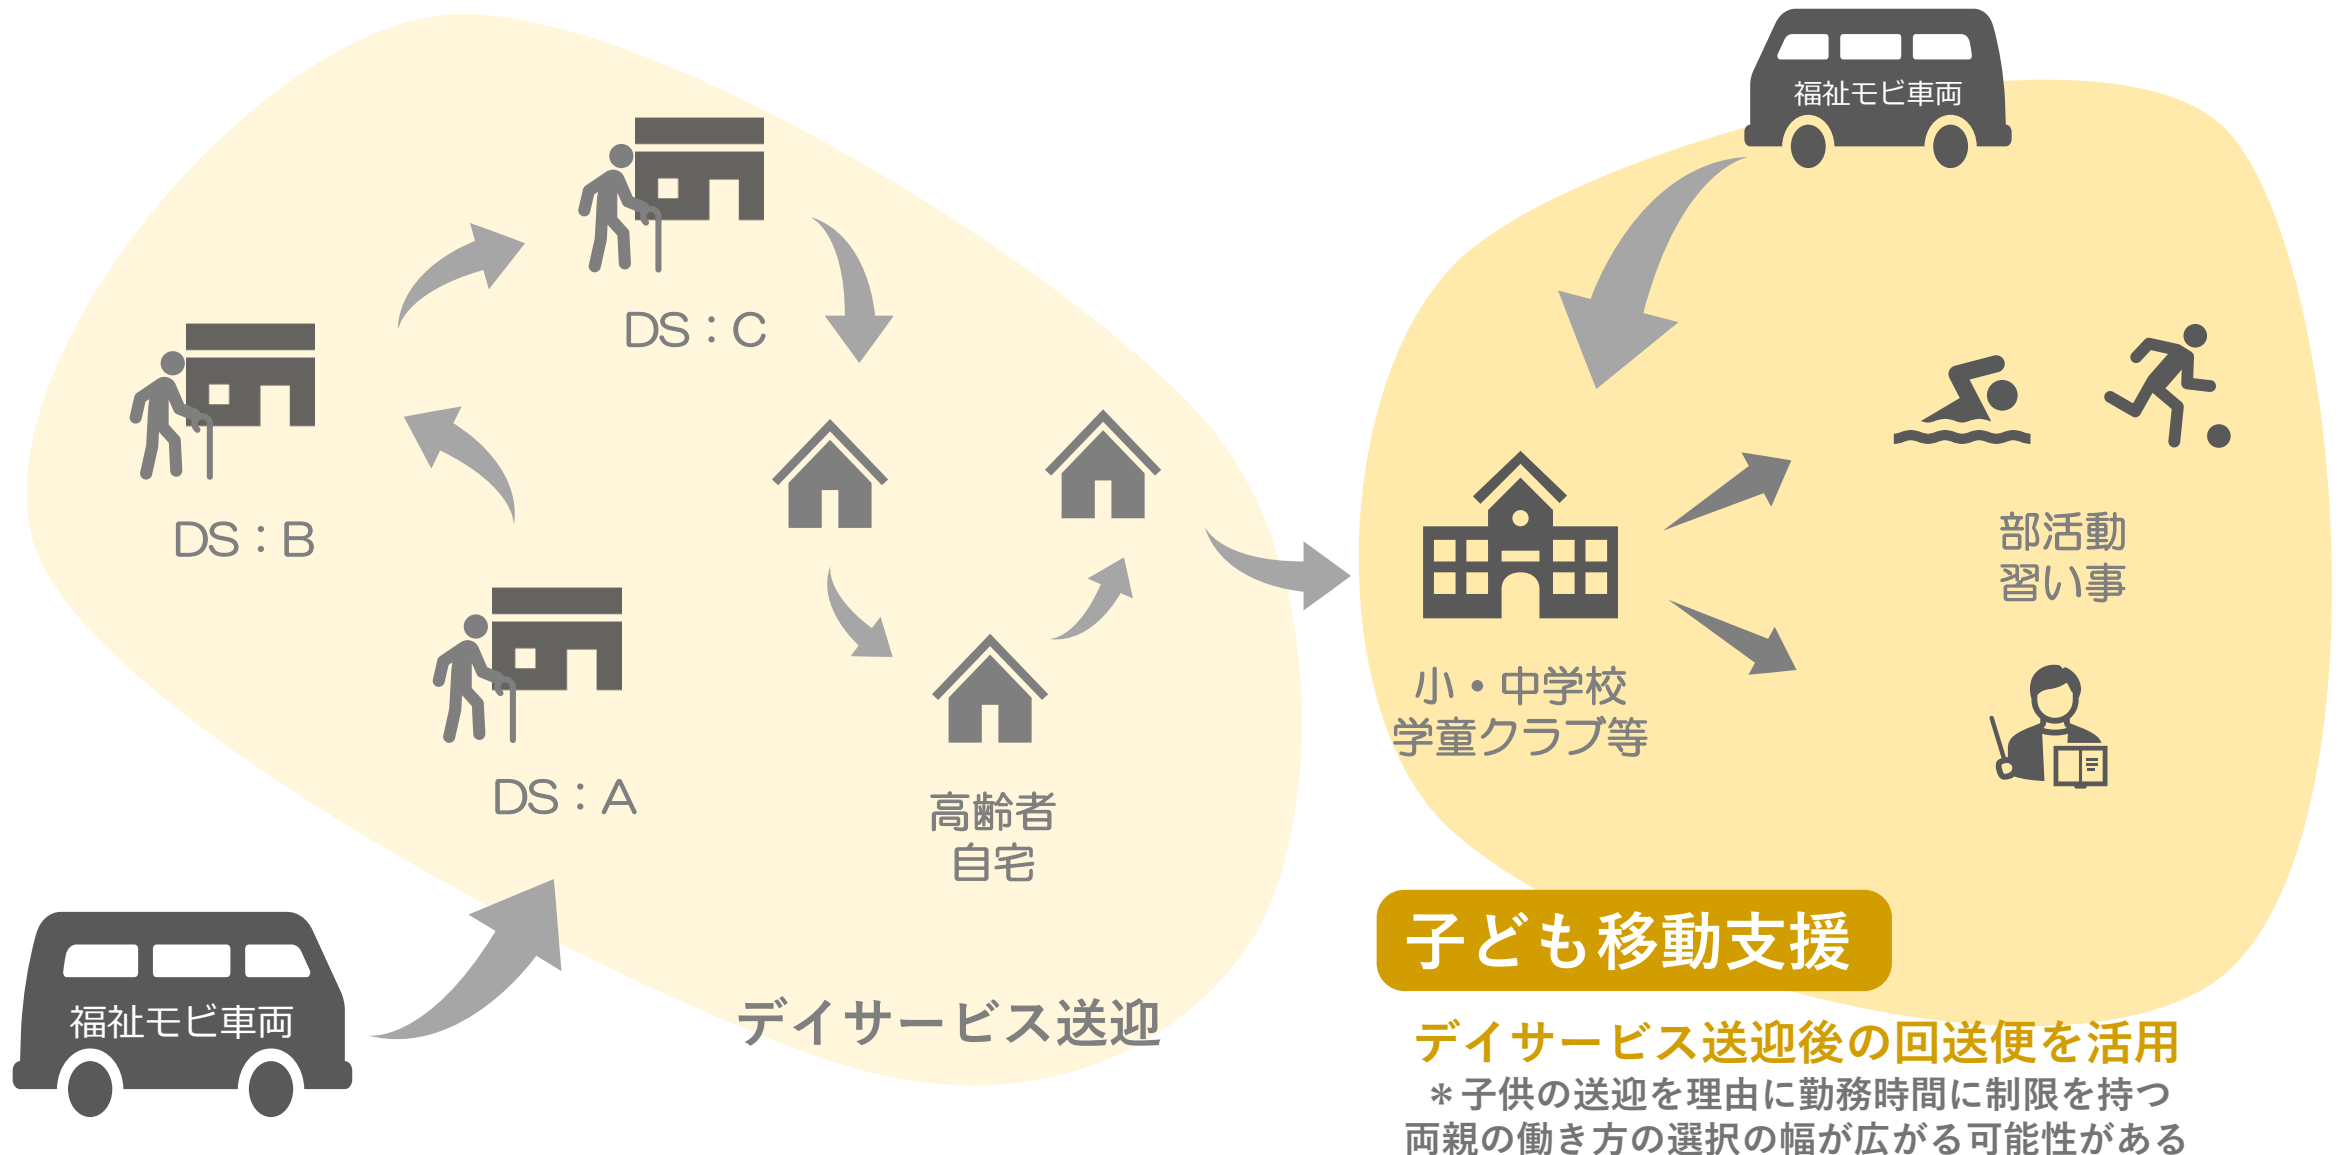 福祉モビ車両
DS：C
DS：B
DS：A
高齢者
自宅
デイサービス送迎
福祉モビ車両
小・中学校
学童クラブ等
部活動
習い事
子ども移動支援
デイサービス送迎後の回送便を活用
＊子供の送迎を理由に勤務時間に制限を持つ
両親の働き方の選択の幅が広がる可能性がある